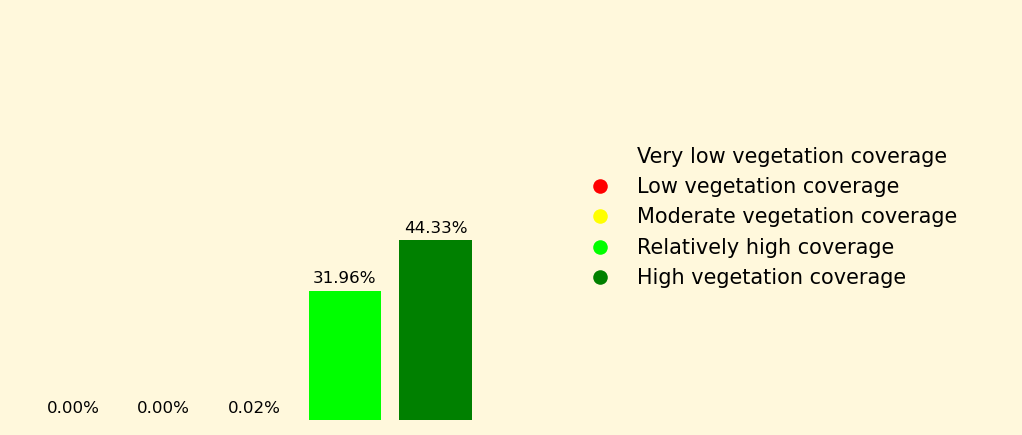 Very low vegetation coverage
Low vegetation coverage
Moderate vegetation coverage
Relatively high coverage
High vegetation coverage
44.33%
31.96%
0.00%
0.00%
0.02%